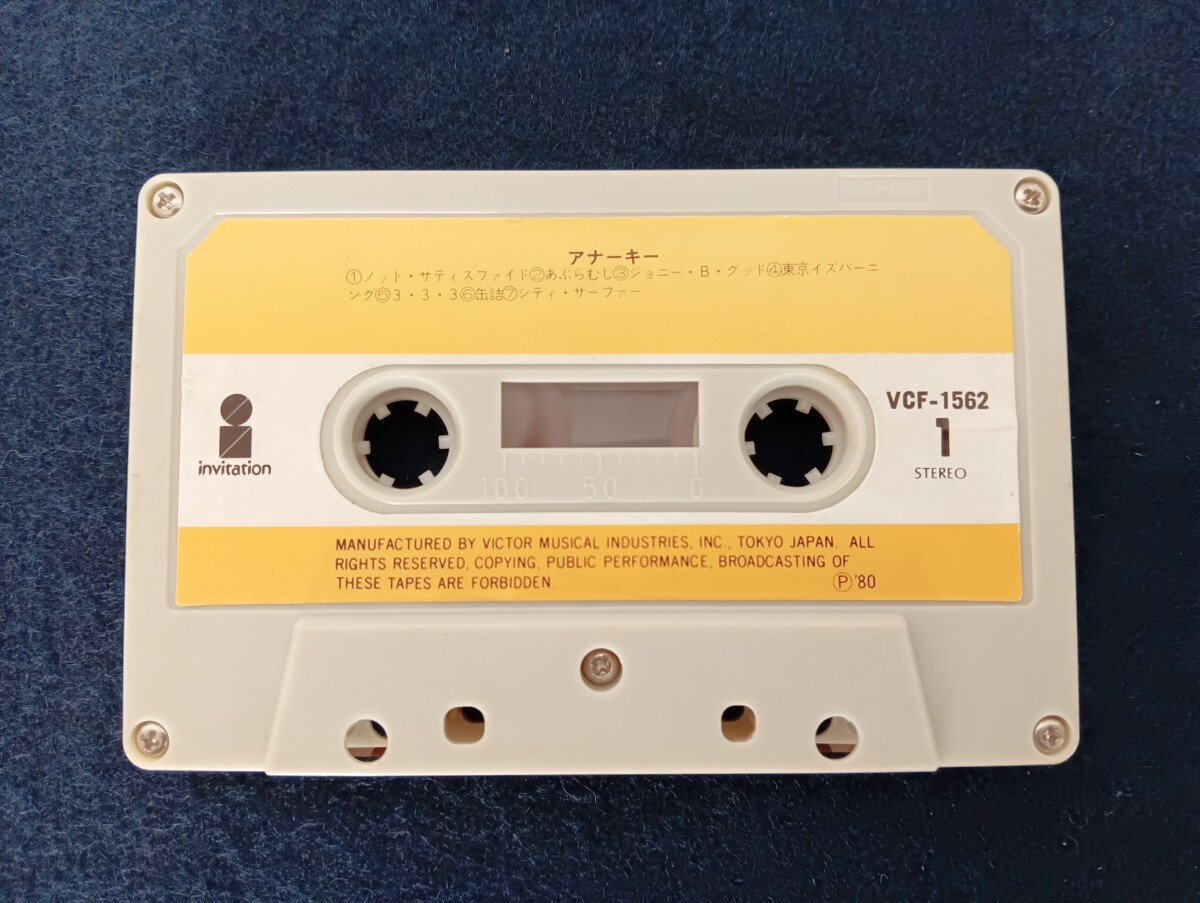 JAPAN
アナーキー
①ノット・サティスファイド②あぶらむし③ジョニー・B・グッド④東京イズバーニ
ング⑤3・3・3⑥缶詰⑦シティ・サーファー
invitation
VCF-1562
1
STEREO
100 50 0
MANUFACTURED BY VICTOR MUSICAL INDUSTRIES, INC., TOKYO JAPAN. ALL
RIGHTS RESERVED, COPYING, PUBLIC PERFORMANCE, BROADCASTING OF
THESE TAPES ARE FORBIDDEN.
Ⓟ'80